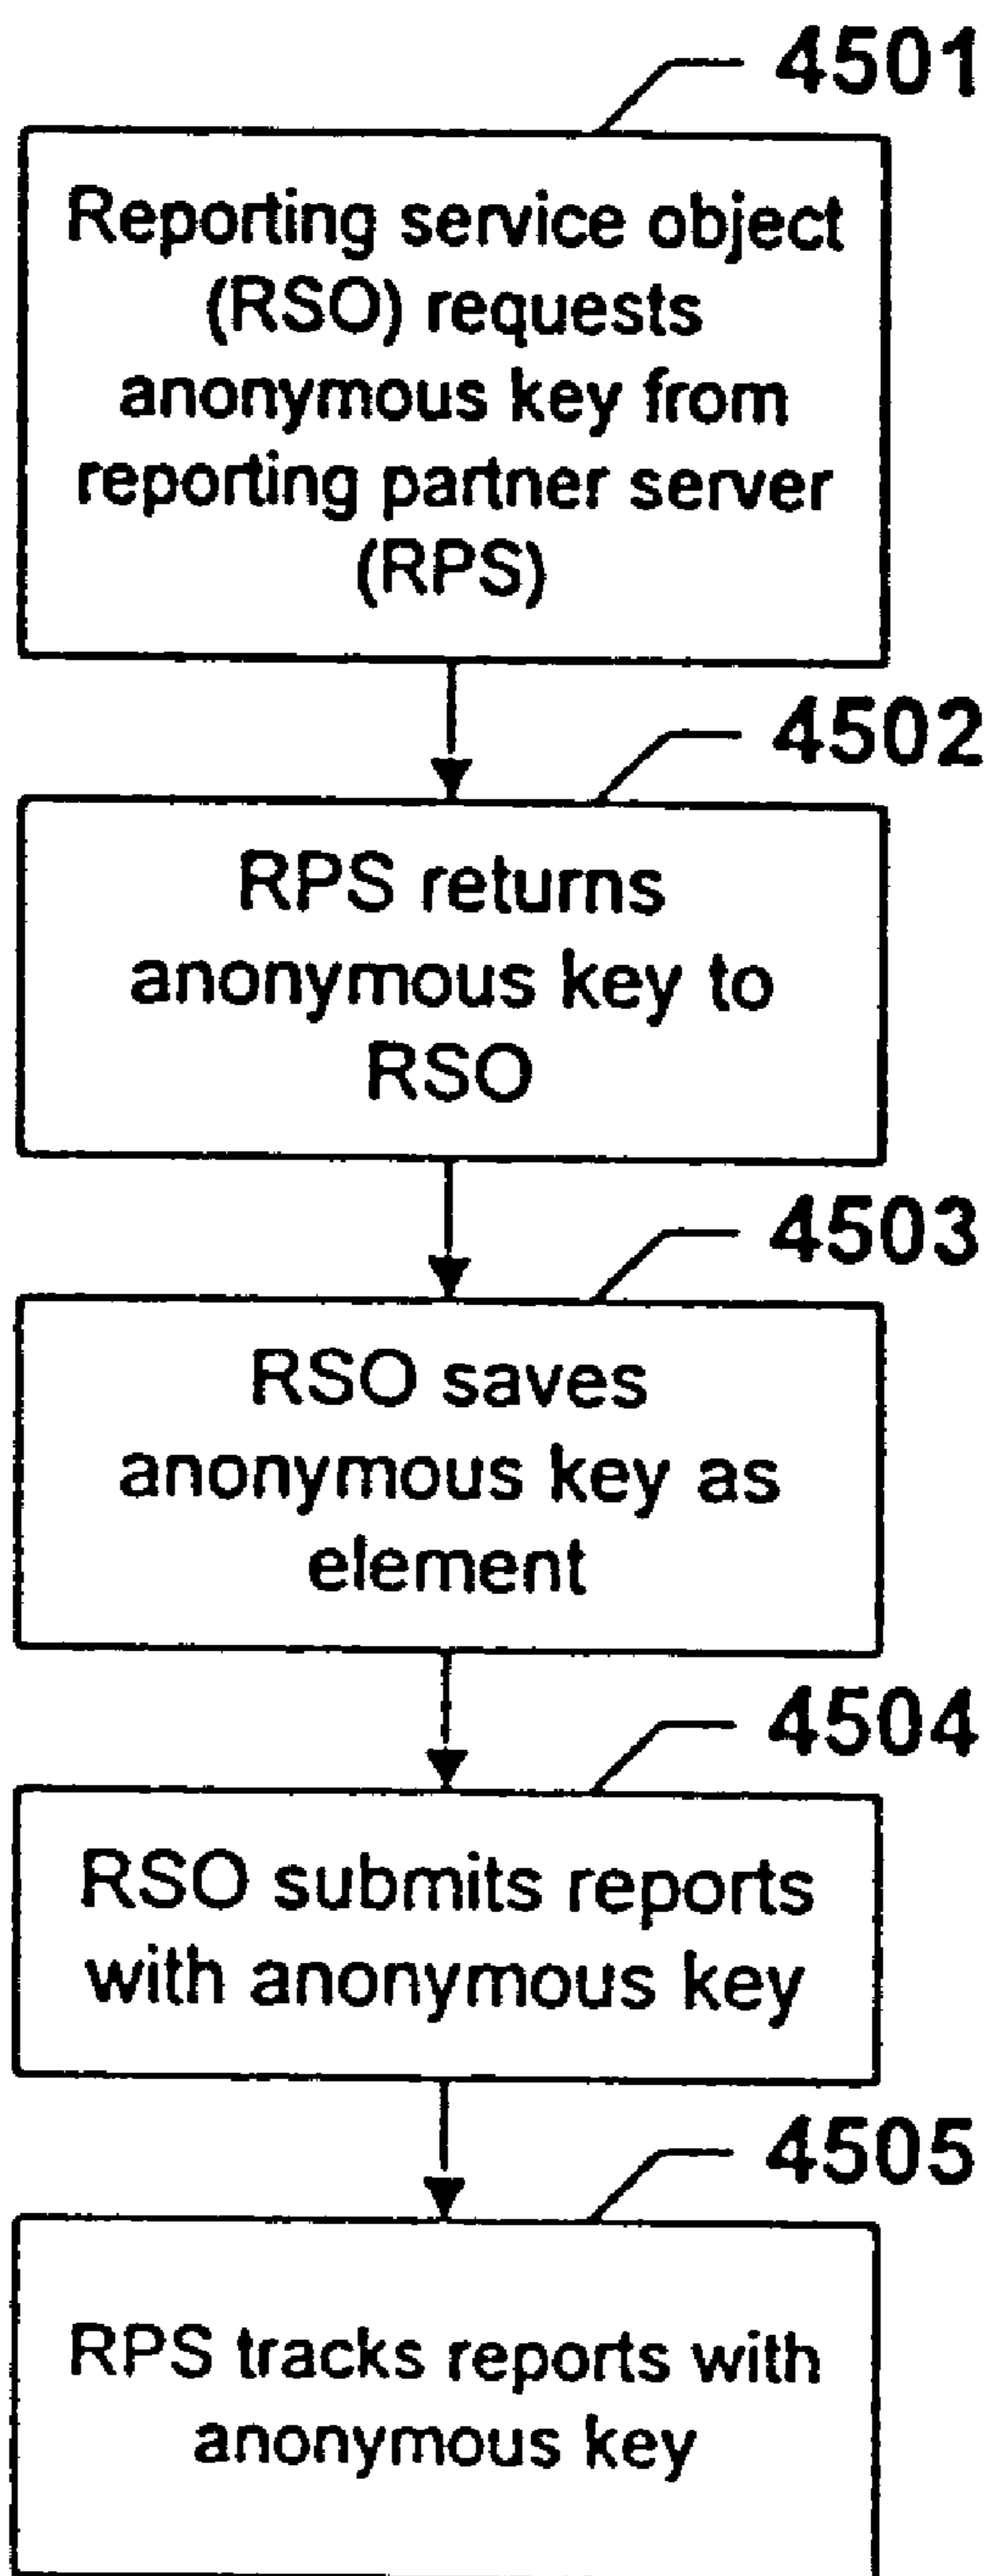 4501
Reporting service object
(RSO) requests
anonymous key from
reporting partner server
(RPS)
4502
RPS returns
anonymous key to
RSO
4503
RSO saves
anonymous key as
element
4504
RSO submits reports
with anonymous key
4505
RPS tracks reports with
anonymous key